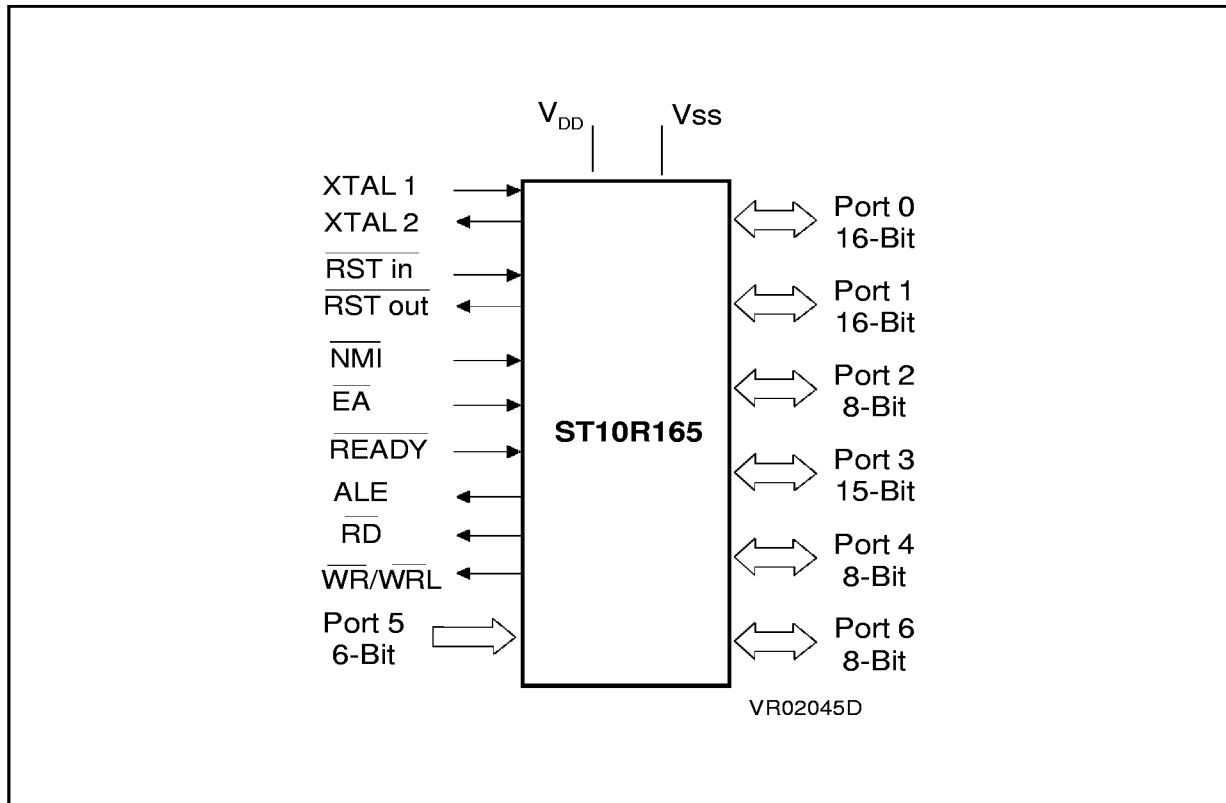 VDD
Vss
XTAL 1
XTAL 2
RST in
RST out
NMI
EA
READY
ALE
RD
WR/WRL
Port 5
6-Bit
ST10R165
Port 0
16-Bit
Port 1
16-Bit
Port 2
8-Bit
Port 3
15-Bit
Port 4
8-Bit
Port 6
8-Bit
VR02045D